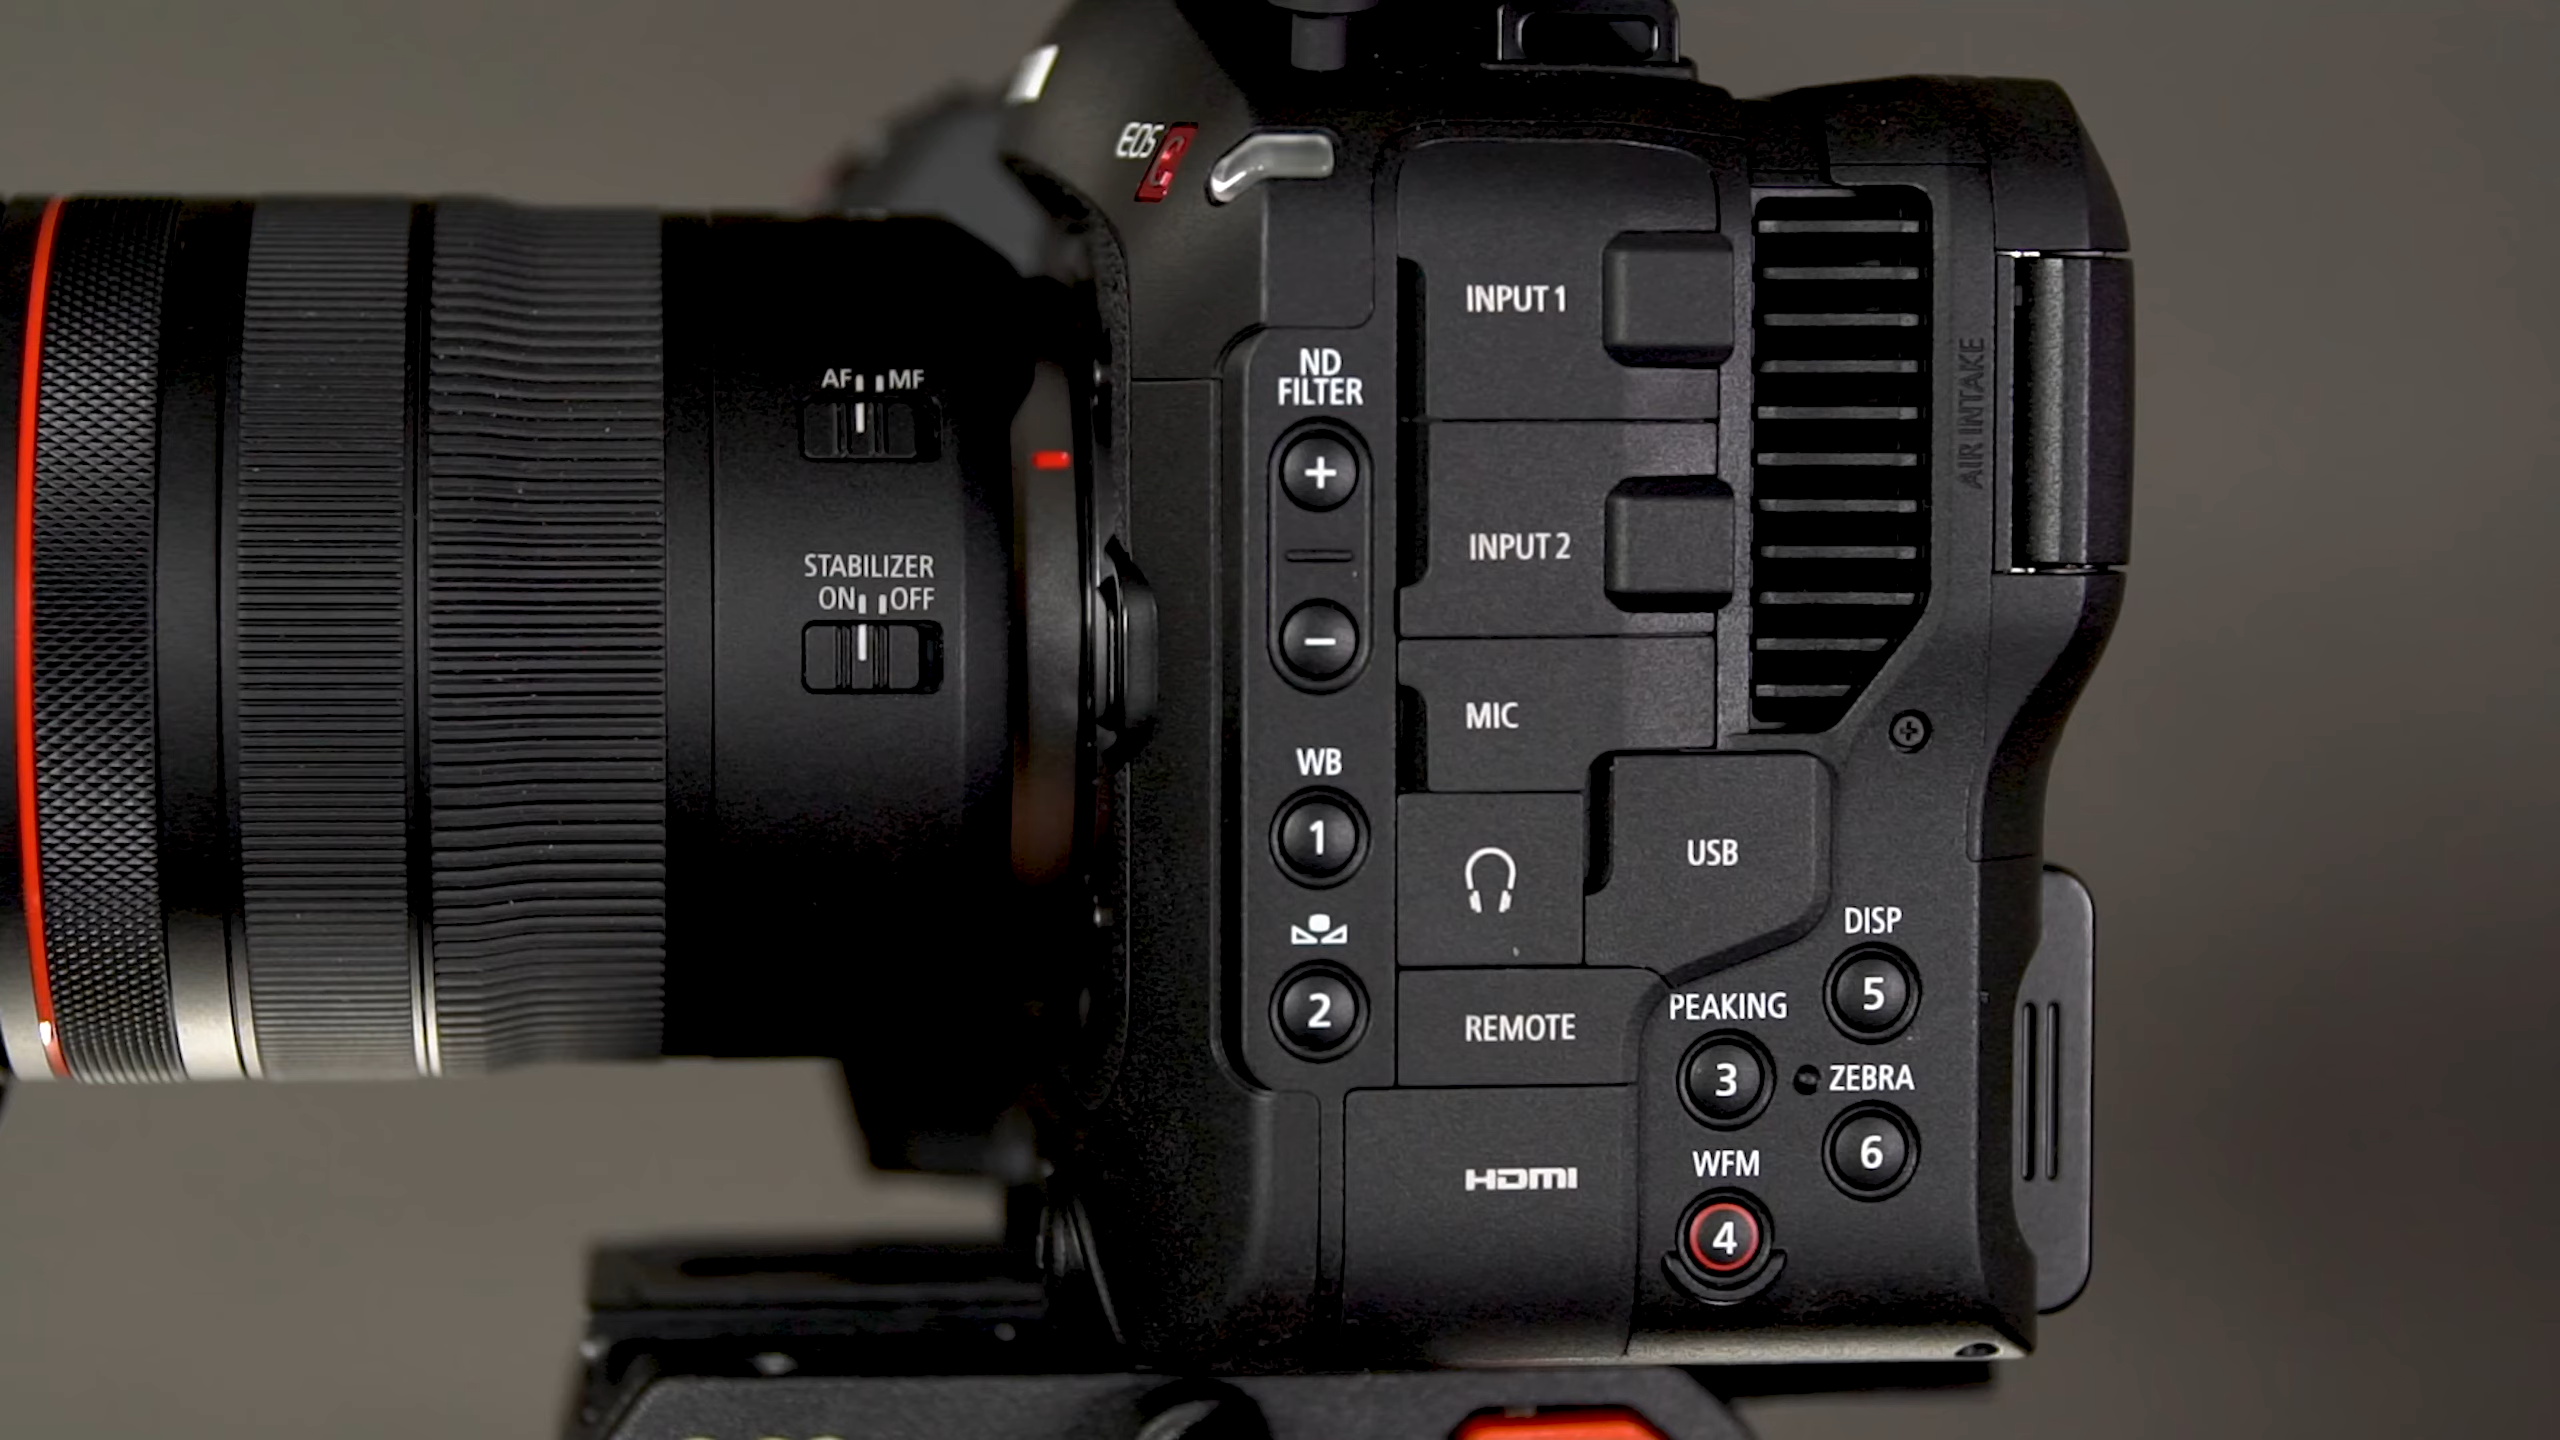 EOS C
INPUT 1
ND
FILTER
+
AF MF
AIR INTAKE
INPUT 2
STABILIZER
ON OFF
−
MIC
WB
1
USB
DISP
5
2
PEAKING
REMOTE
3
ZEBRA
6
WFM
HDMI
4